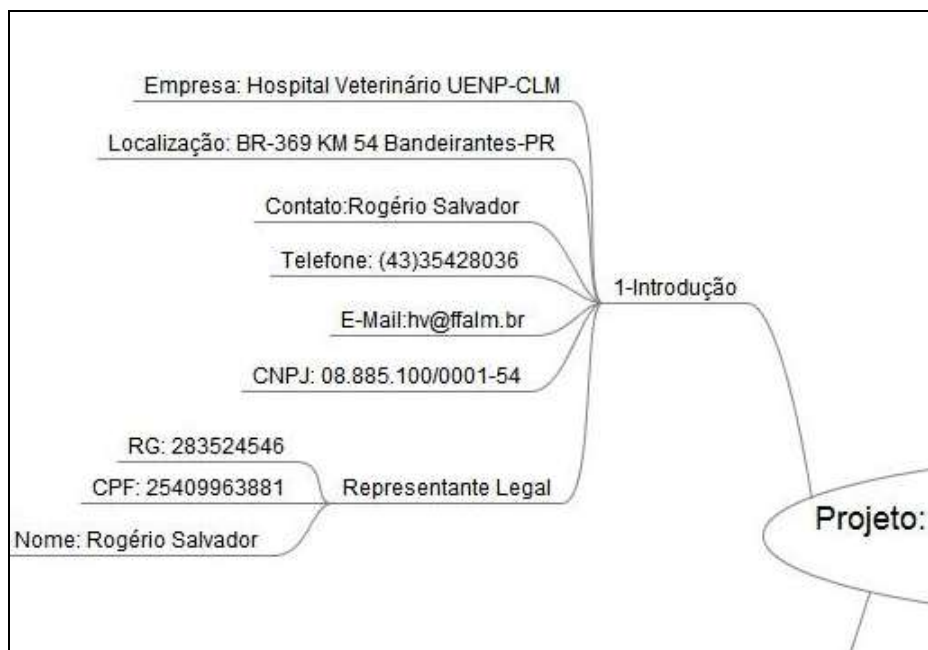 Empresa: Hospital Veterinário UENP-CLM
Localização: BR-369 KM 54 Bandeirantes-PR
Contato:Rogério Salvador
Telefone: (43)35428036
1-Introdução
E-Mail:hv@ffalm.br
CNPJ: 08.885.100/0001-54
RG: 283524546
CPF: 25409963881
Representante Legal
Nome: Rogério Salvador
Projeto: